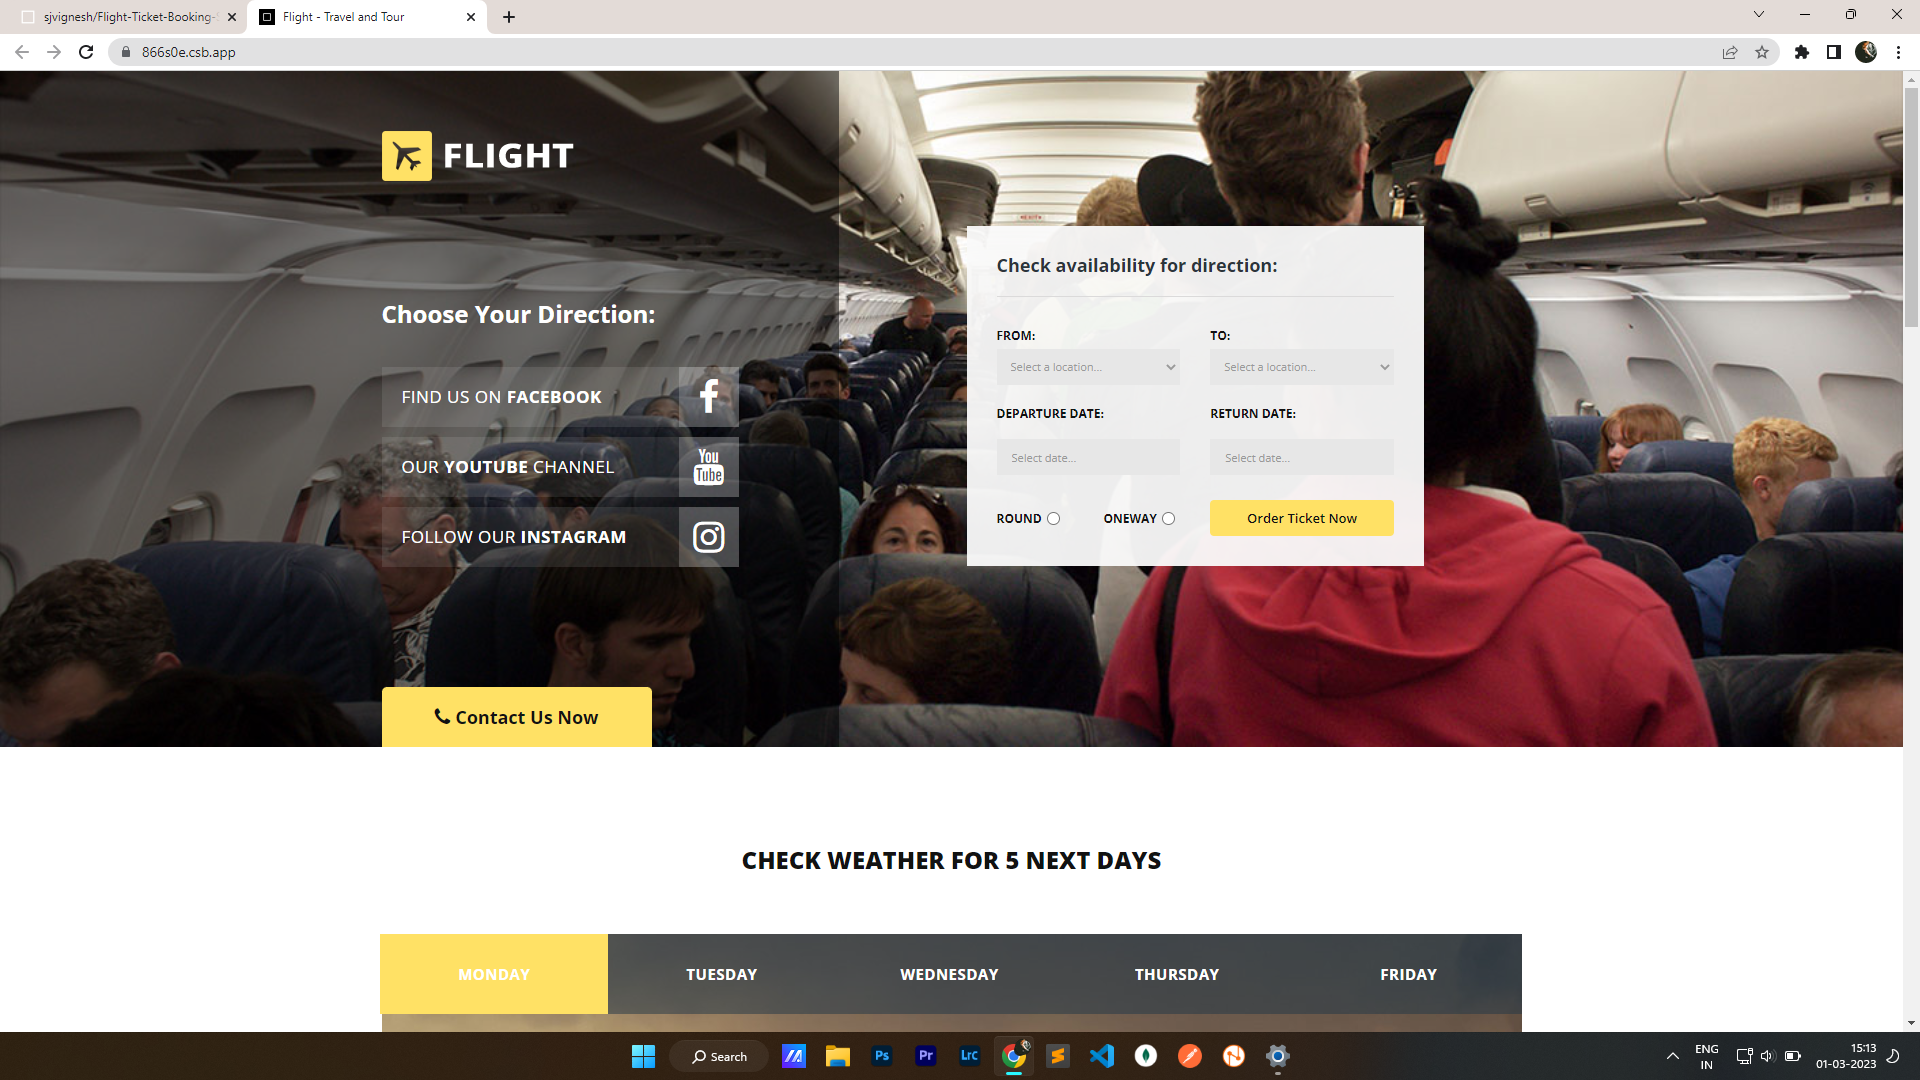 sjvignesh/Flight-Ticket-Booking-
Flight - Travel and Tour
866s0e.csb.app
FLIGHT
Choose Your Direction:
FIND US ON FACEBOOK
OUR YOUTUBE CHANNEL
You
Tube
FOLLOW OUR INSTAGRAM
Contact Us Now
Check availability for direction:
FROM:
TO:
Select a location...
Select a location...
DEPARTURE DATE:
RETURN DATE:
Select date...
Select date...
ROUND
ONEWAY
Order Ticket Now
CHECK WEATHER FOR 5 NEXT DAYS
MONDAY
TUESDAY
WEDNESDAY
THURSDAY
FRIDAY
Search
Ps
Pr
LrC
ENG
IN
15:13
01-03-2023